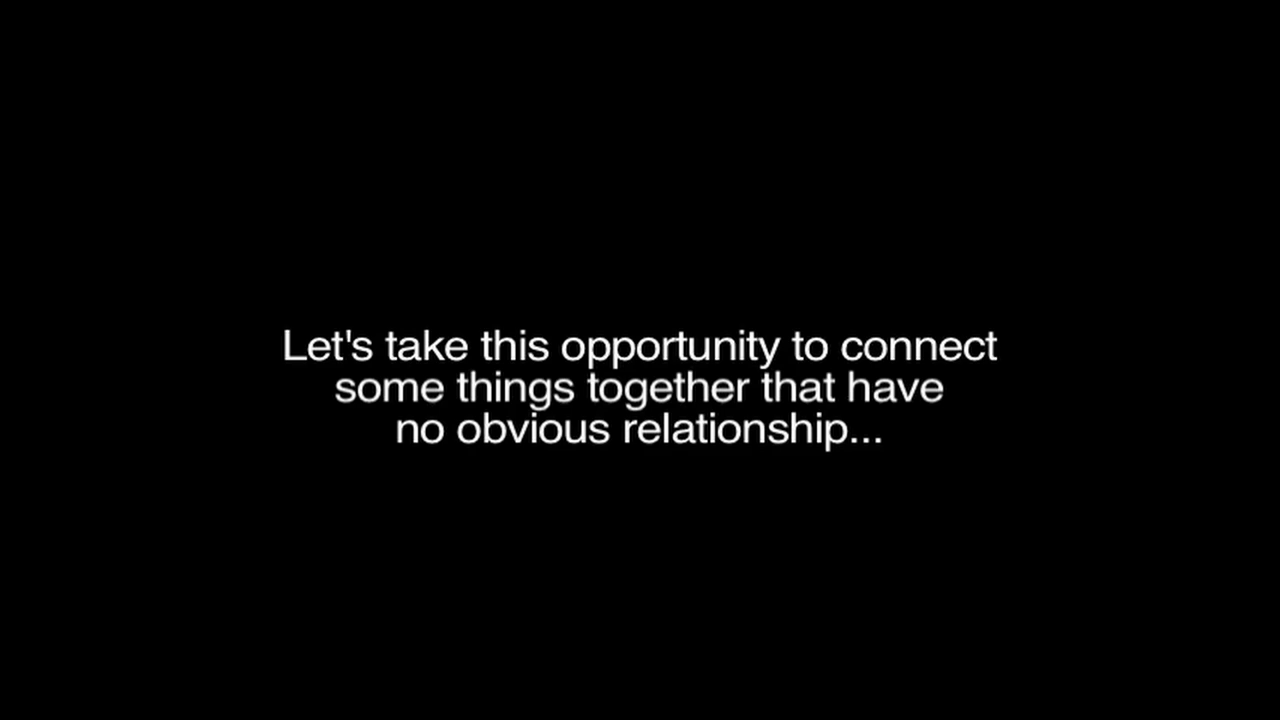 Let's take this opportunity to connect
some things together that have
no obvious relationship...